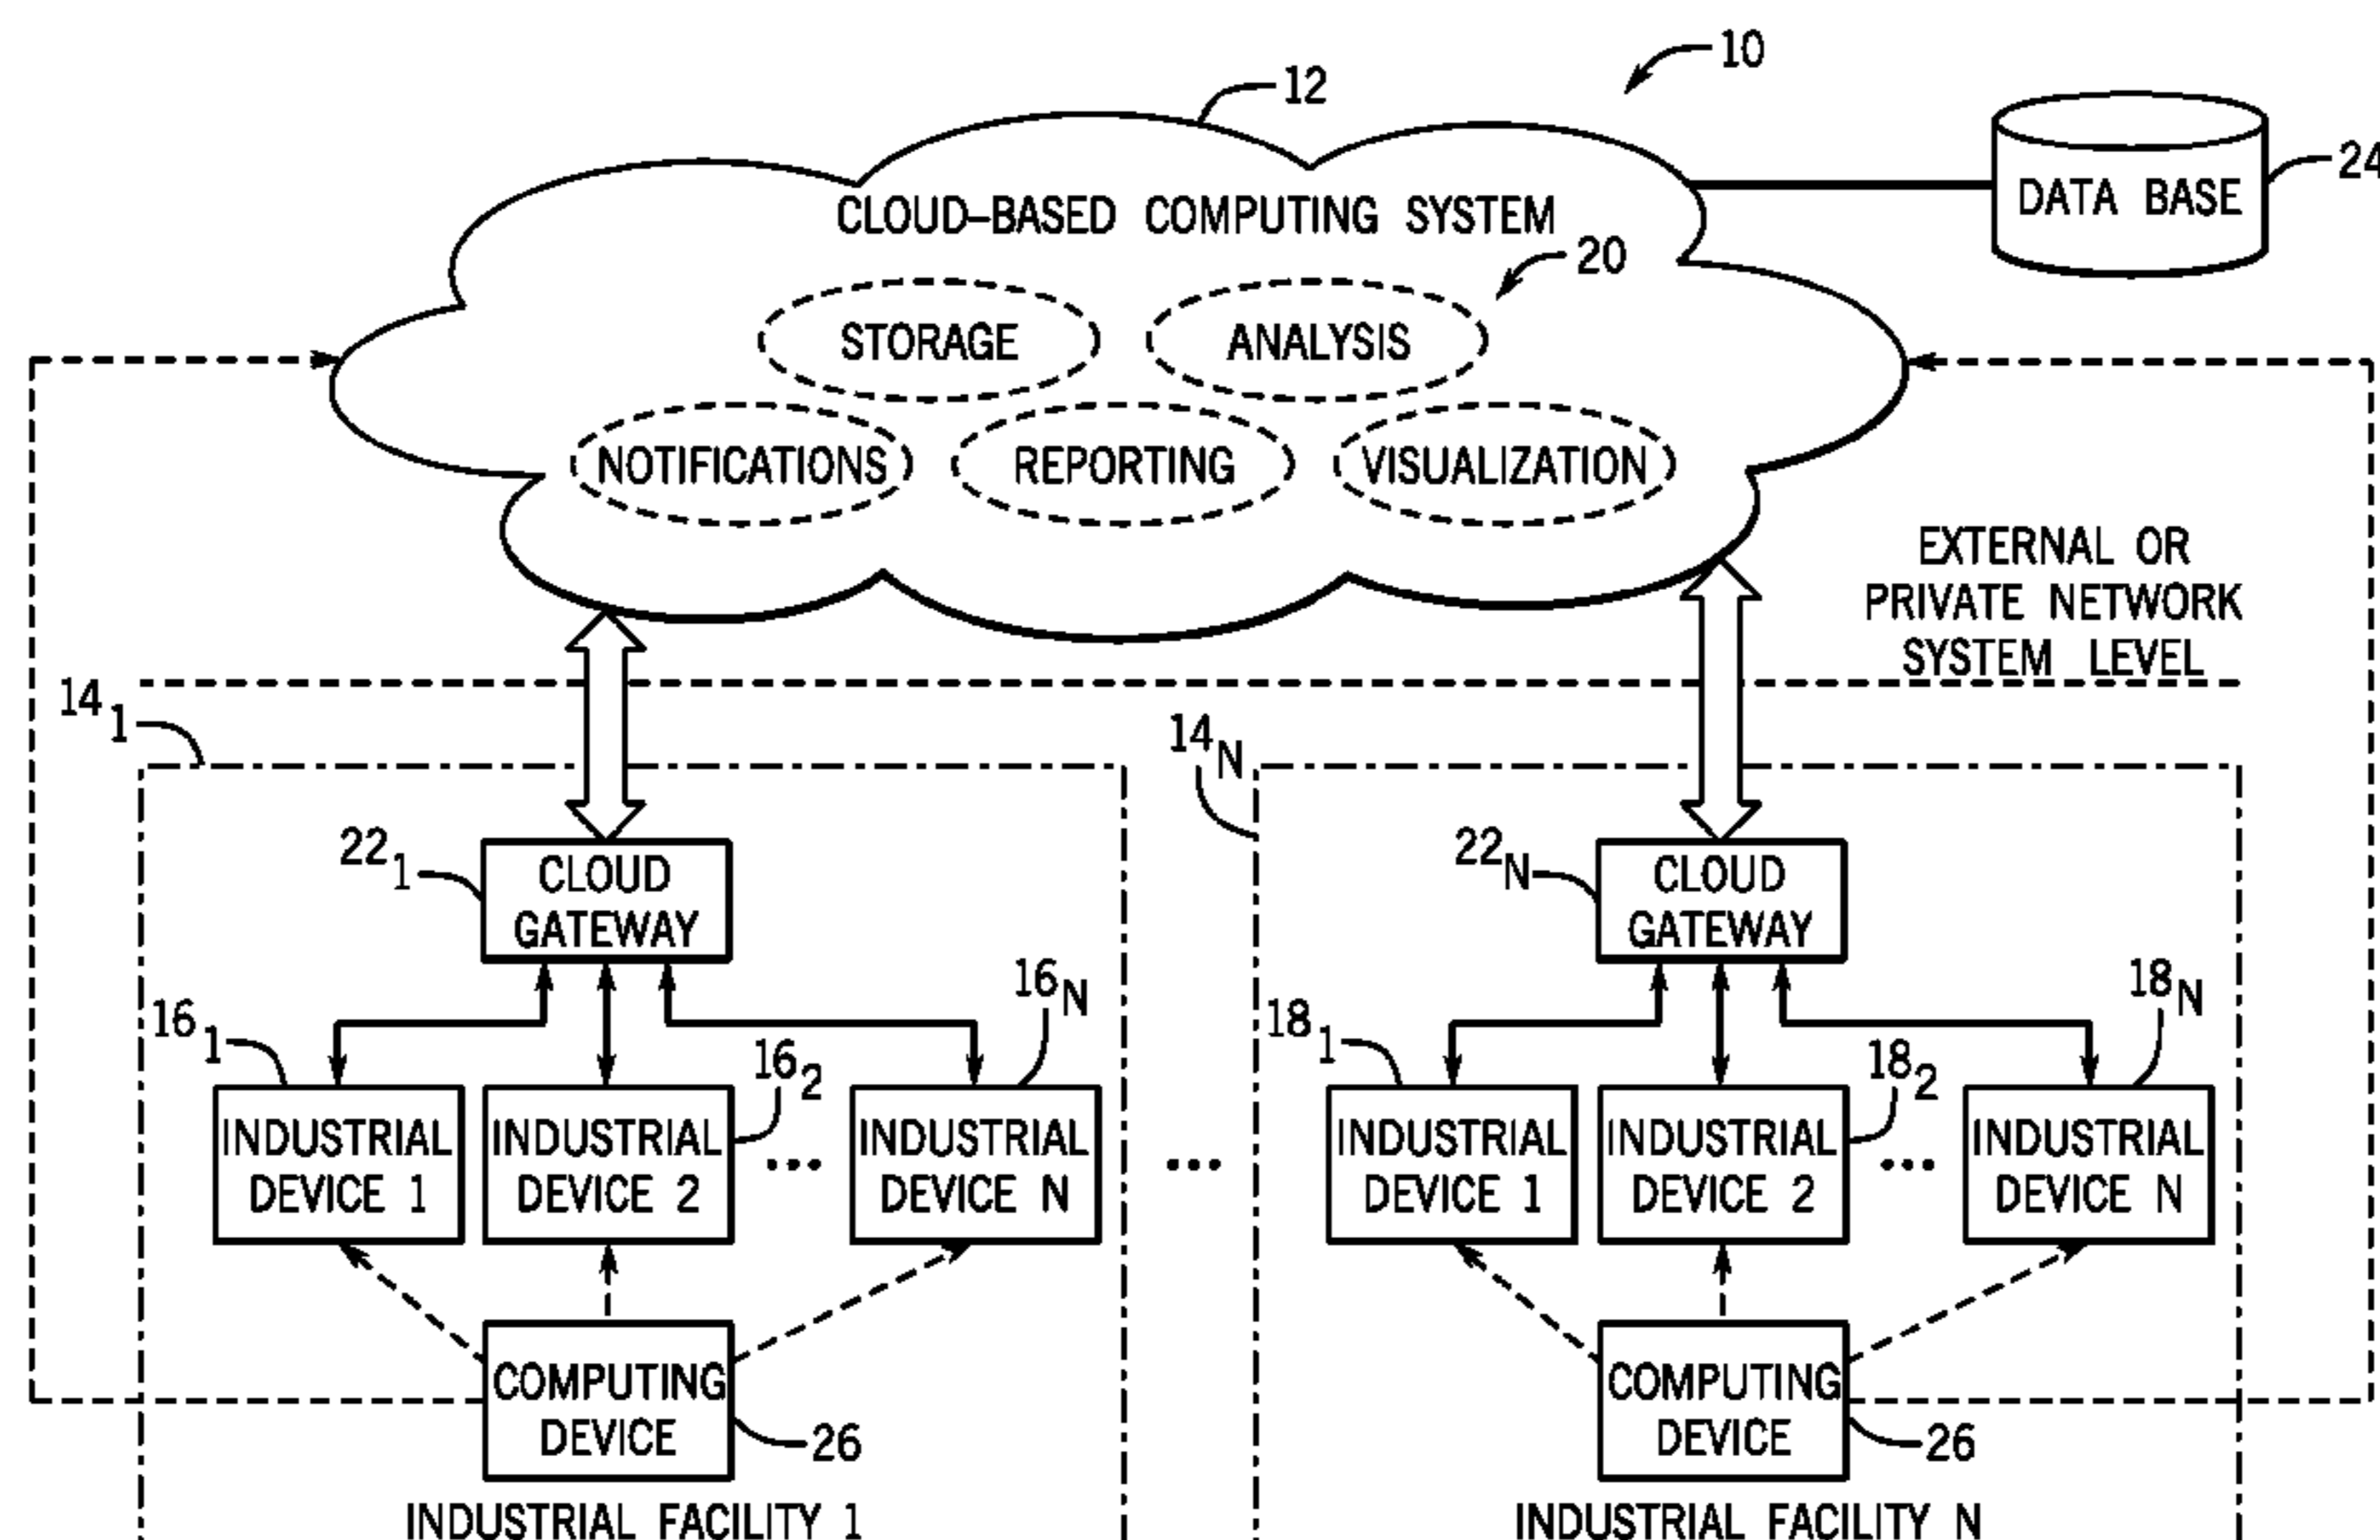 10
12
CLOUD-BASED COMPUTING SYSTEM
DATA BASE
24
20
STORAGE
ANALYSIS
NOTIFICATIONS
REPORTING
VISUALIZATION
EXTERNAL OR
PRIVATE NETWORK
SYSTEM LEVEL
14 1
14 N
22 1
CLOUD
GATEWAY
22 N
CLOUD
GATEWAY
16 1
16 2
16 N
18 1
18 2
18 N
INDUSTRIAL
DEVICE 1
INDUSTRIAL
DEVICE 2
...
INDUSTRIAL
DEVICE N
...
INDUSTRIAL
DEVICE 1
INDUSTRIAL
DEVICE 2
...
INDUSTRIAL
DEVICE N
COMPUTING
DEVICE
26
COMPUTING
DEVICE
26
INDUSTRIAL FACILITY 1
INDUSTRIAL FACILITY N